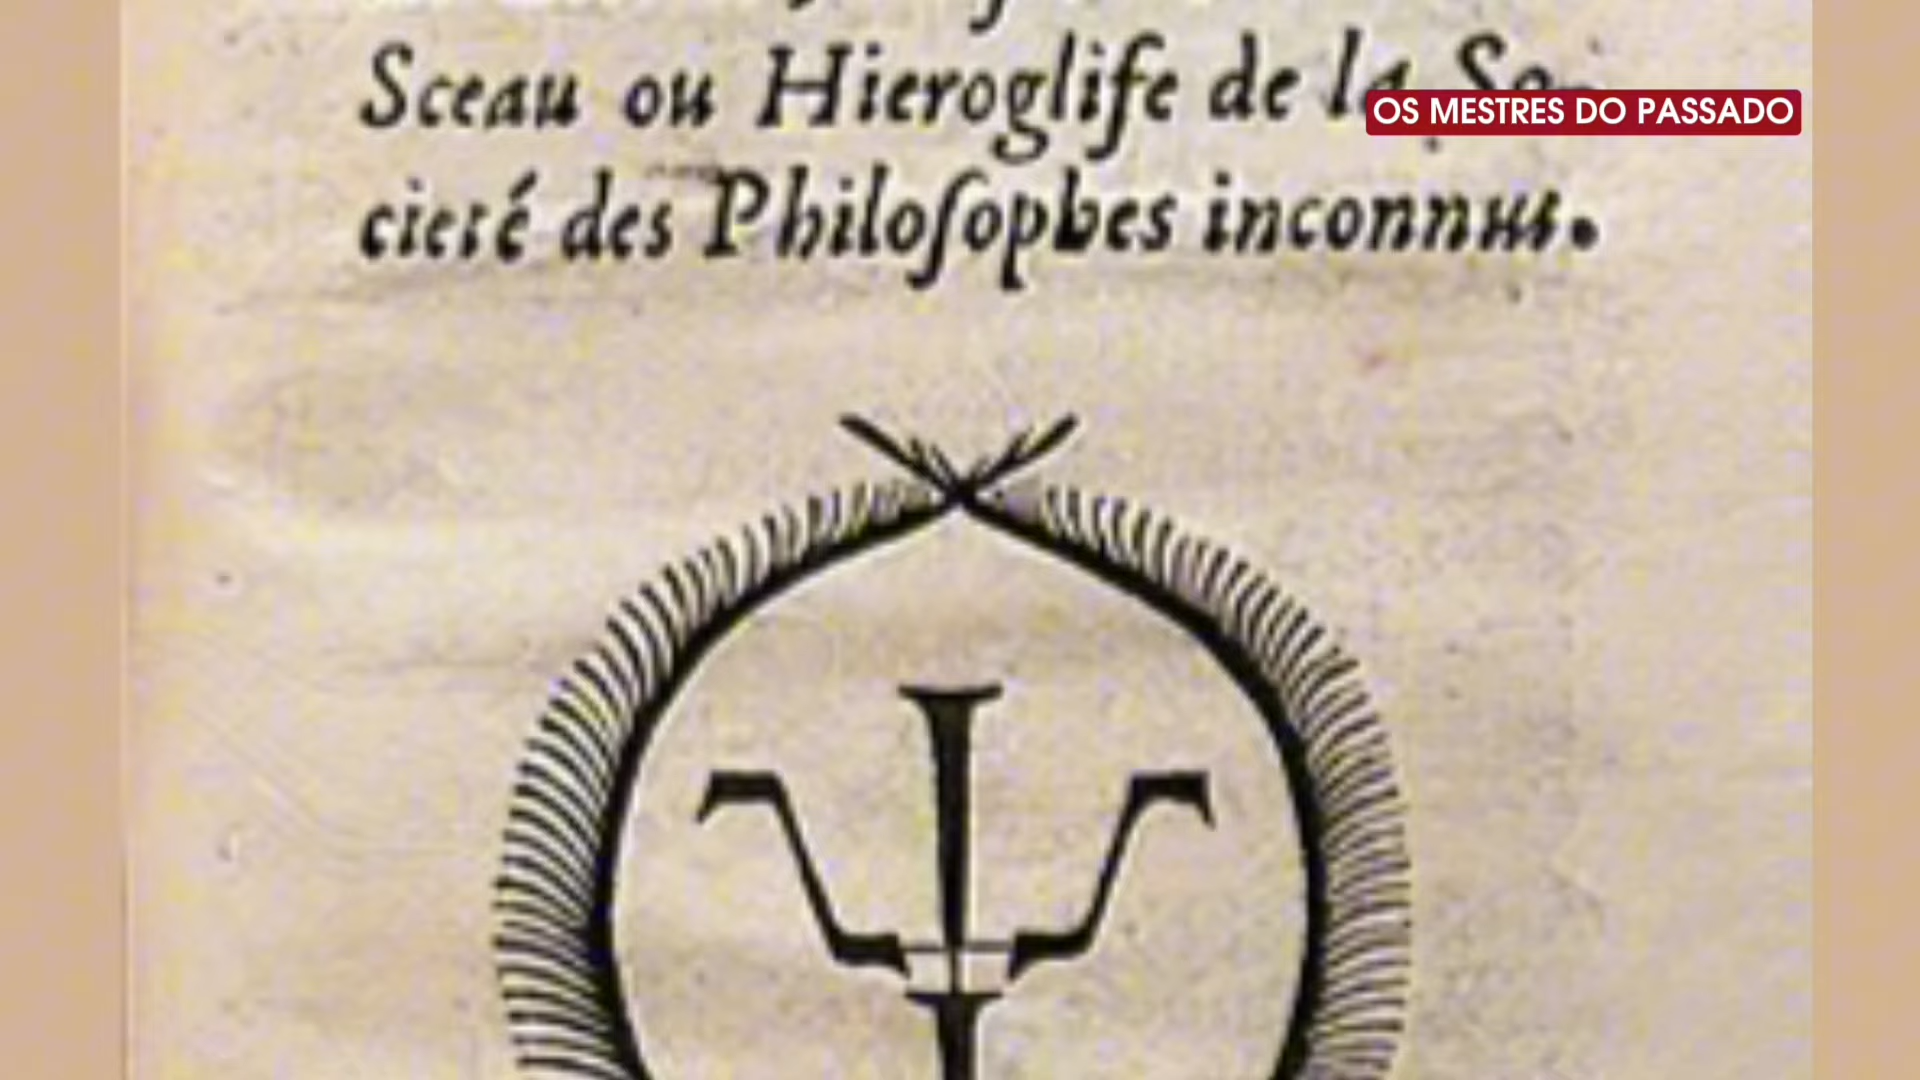 Sceau ou Hieroglife de la So-
cieté des Philoſophes inconnus.
OS MESTRES DO PASSADO